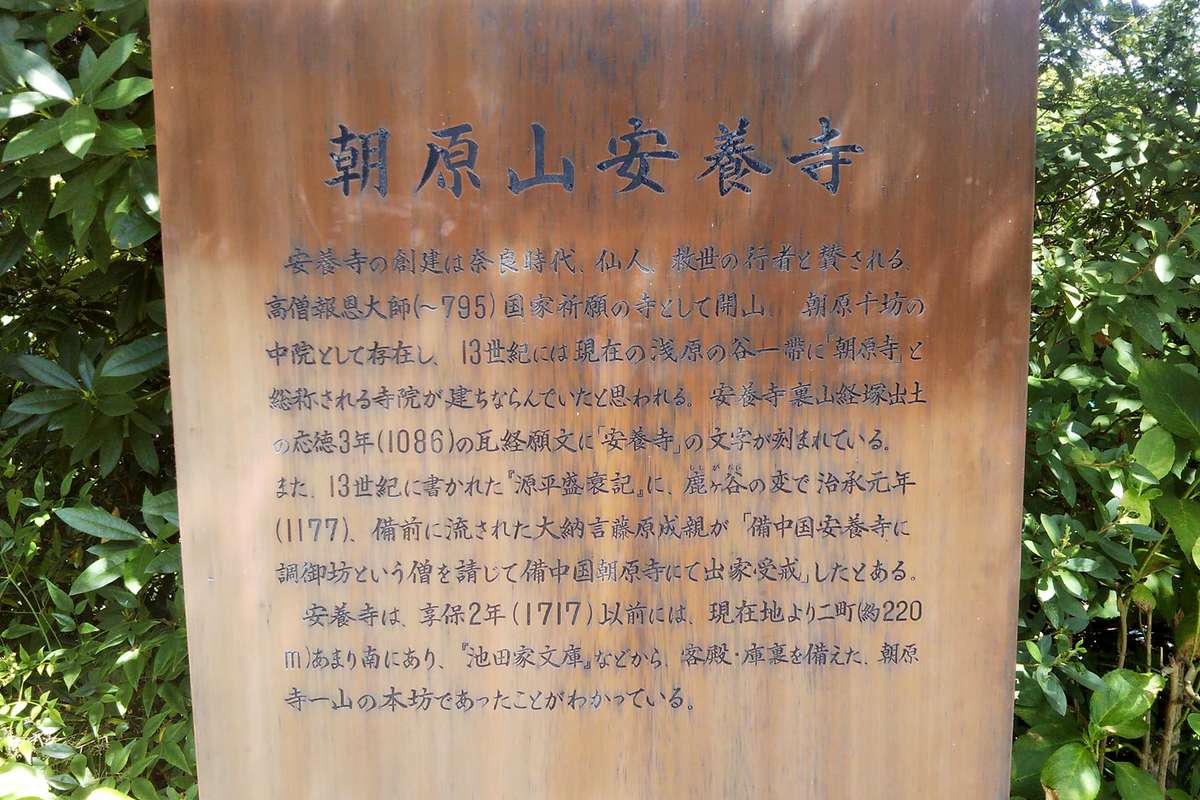 朝原山安養寺
安養寺の創建は奈良時代、仙人、救世の行者と賛される、
高僧報恩大師(～795)国家祈願の寺として開山、朝原千坊の
中院として存在し、13世紀には現在の浅原の谷一帯に「朝原寺」と
総称される寺院が建ちならんでいたと思われる。安養寺裏山経塚出土
の応徳3年(1086)の瓦経願文に「安養寺」の文字が刻まれている。
また、13世紀に書かれた『源平盛衰記』に、鹿ヶ谷の変で治承元年
(1177)、備前に流された大納言藤原成親が「備中国安養寺に
調御坊という僧を請じて備中国朝原寺にて出家受戒」したとある。
安養寺は、享保2年(1717)以前には、現在地より二町(約220
m)あまり南にあり、『池田家文庫』などから、客殿・庫裏を備えた、朝原
寺一山の本坊であったことがわかっている。